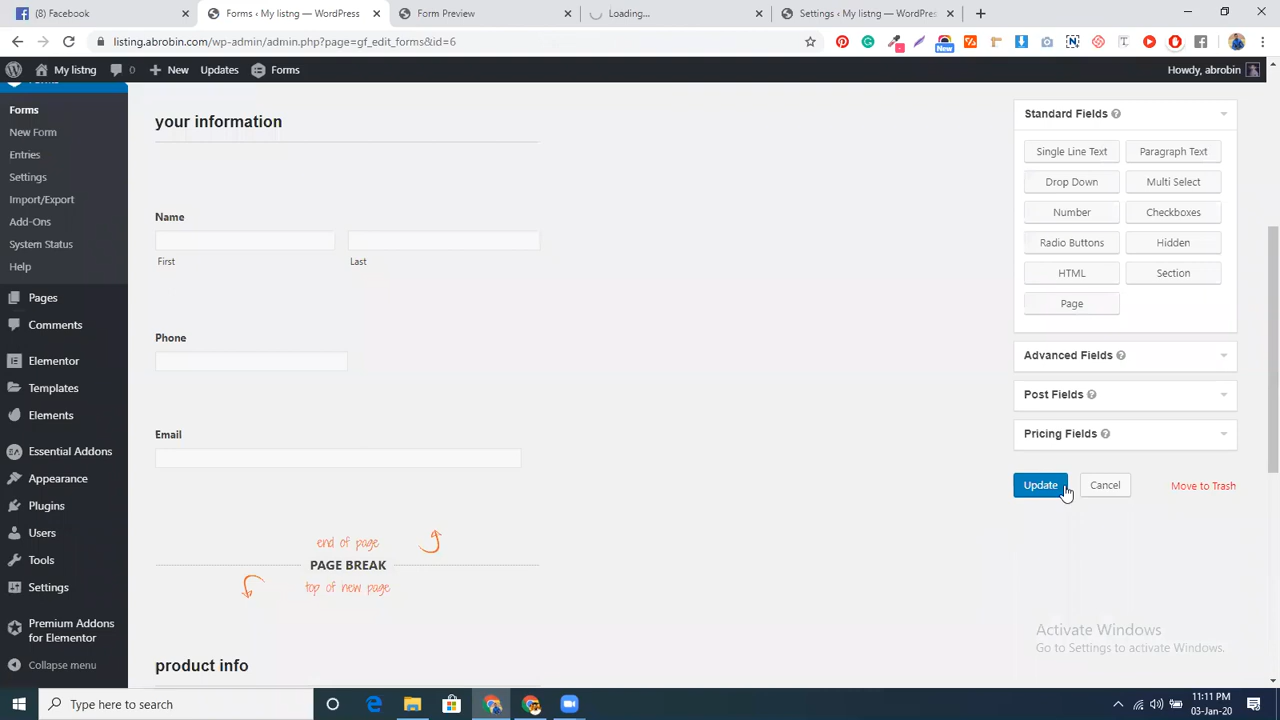 (8) Facebook
Forms ‹ My listng — WordPress
Form Preview
Loading...
Settings ‹ My listng — WordPres
listing.abrobin.com/wp-admin/admin.php?page=gf_edit_forms&id=6
New
My listng
0
New
Updates
Forms
Howdy, abrobin
Forms
New Form
Entries
Settings
Import/Export
Add-Ons
System Status
Help
Pages
Comments
Elementor
Templates
Elements
Essential Addons
Appearance
Plugins
Users
Tools
Settings
Premium Addons
for Elementor
Collapse menu
your information
Name
First
Last
Phone
Email
end of page
PAGE BREAK
top of new page
product info
Standard Fields
Single Line Text
Paragraph Text
Drop Down
Multi Select
Number
Checkboxes
Radio Buttons
Hidden
HTML
Section
Page
Advanced Fields
Post Fields
Pricing Fields
Update
Cancel
Move to Trash
Activate Windows
Go to Settings to activate Windows.
Type here to search
11:11 PM
03-Jan-20